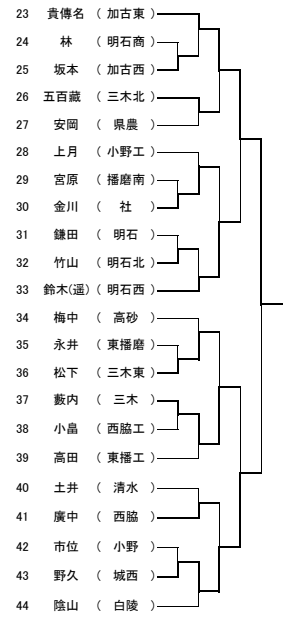 23 貴傳名 ( 加古東 )
24 林 ( 明石商 )
25 坂本 ( 加古西 )
26 五百藏 ( 三木北 )
27 安岡 ( 県農 )
28 上月 ( 小野工 )
29 宮原 ( 播磨南 )
30 金川 ( 社 )
31 鎌田 ( 明石 )
32 竹山 ( 明石北 )
33 鈴木(遥) ( 明石西 )
34 梅中 ( 高砂 )
35 永井 ( 東播磨 )
36 松下 ( 三木東 )
37 藪内 ( 三木 )
38 小畠 ( 西脇工 )
39 高田 ( 東播工 )
40 土井 ( 清水 )
41 廣中 ( 西脇 )
42 市位 ( 小野 )
43 野久 ( 城西 )
44 陰山 ( 白陵 )